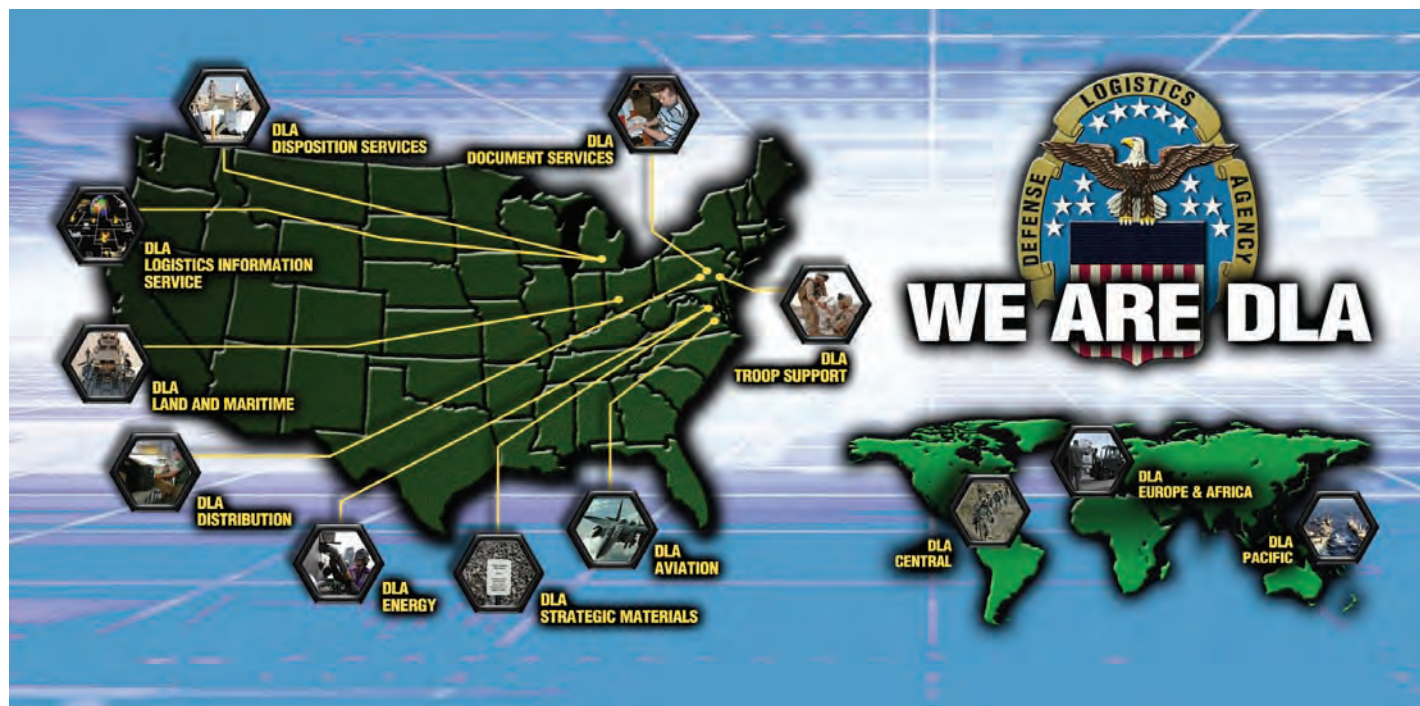 DLA
DISPOSITION SERVICES
DLA
DOCUMENT SERVICES
DLA
LOGISTICS INFORMATION
SERVICE
DLA
LAND AND MARITIME
DLA
TROOP SUPPORT
DLA
DISTRIBUTION
DLA
ENERGY
DLA
STRATEGIC MATERIALS
DLA
AVIATION
DEFENSE LOGISTICS AGENCY
WE ARE DLA
DLA
EUROPE & AFRICA
DLA
CENTRAL
DLA
PACIFIC